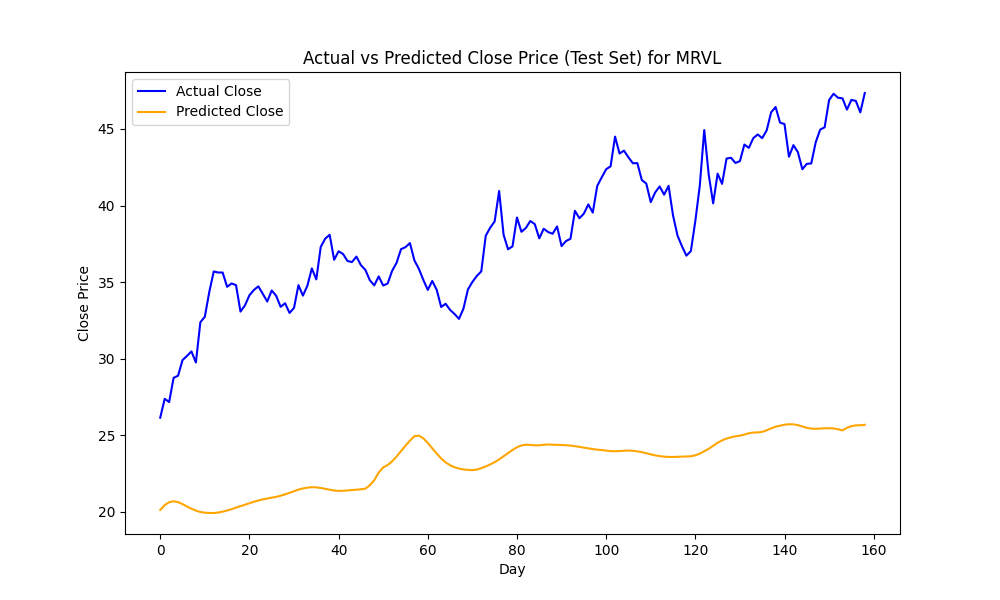 Actual vs Predicted Close Price (Test Set) for MRVL
Actual Close
Predicted Close
45
40
35
30
25
20
Close Price
0 20 40 60 80 100 120 140 160
Day